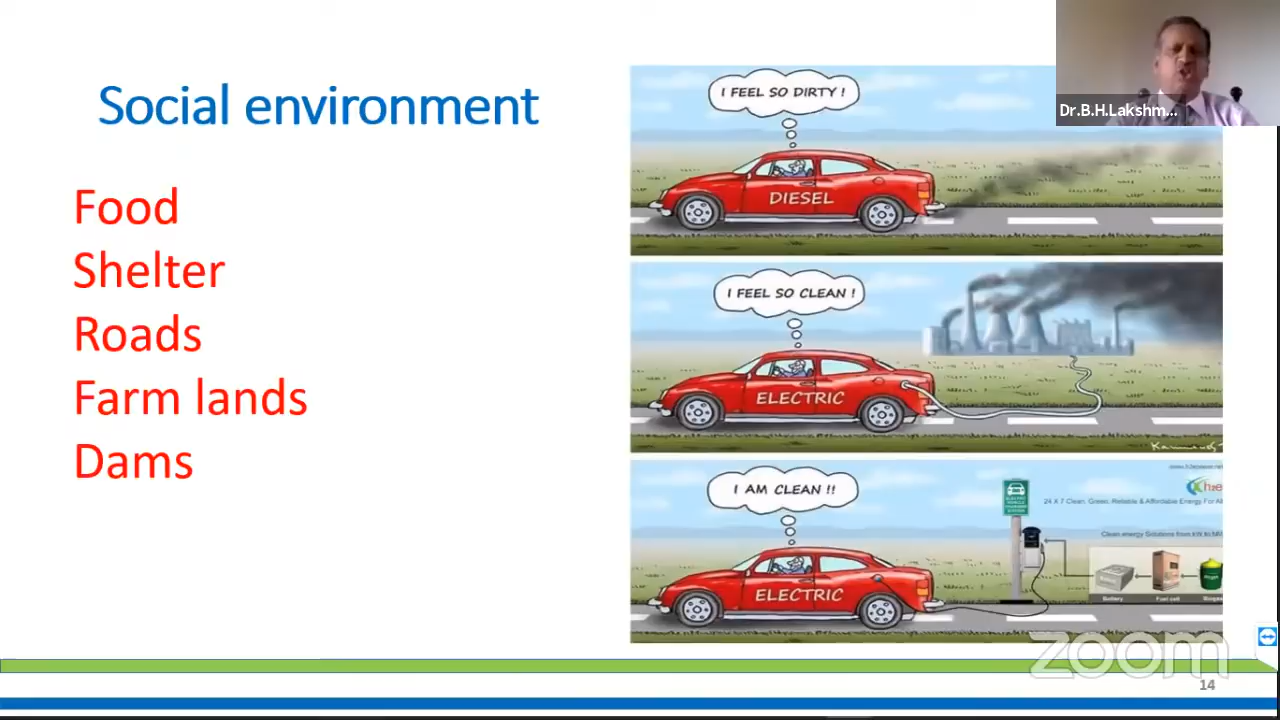 Social environment
Food
Shelter
Roads
Farm lands
Dams
I FEEL SO DIRTY !
DIESEL
I FEEL SO CLEAN !
ELECTRIC
I AM CLEAN !!
ELECTRIC
24 X 7 Clean, Green, Reliable & Affordable Energy For
Clean energy Solutions from kW to
Battery
Fuel cell
Dr.B.H.Lakshm...
zoom
14